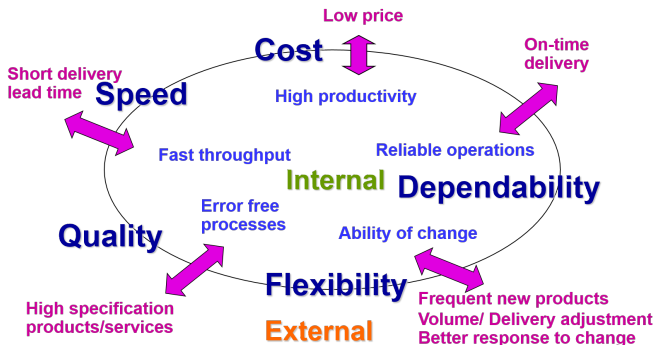 Low price
Cost
On-time
delivery
Short delivery
lead time
Speed
High productivity
Fast throughput
Reliable operations
Internal
Dependability
Error free
processes
Quality
Ability of change
Flexibility
High specification
products/services
Frequent new products
Volume/ Delivery adjustment
Better response to change
External